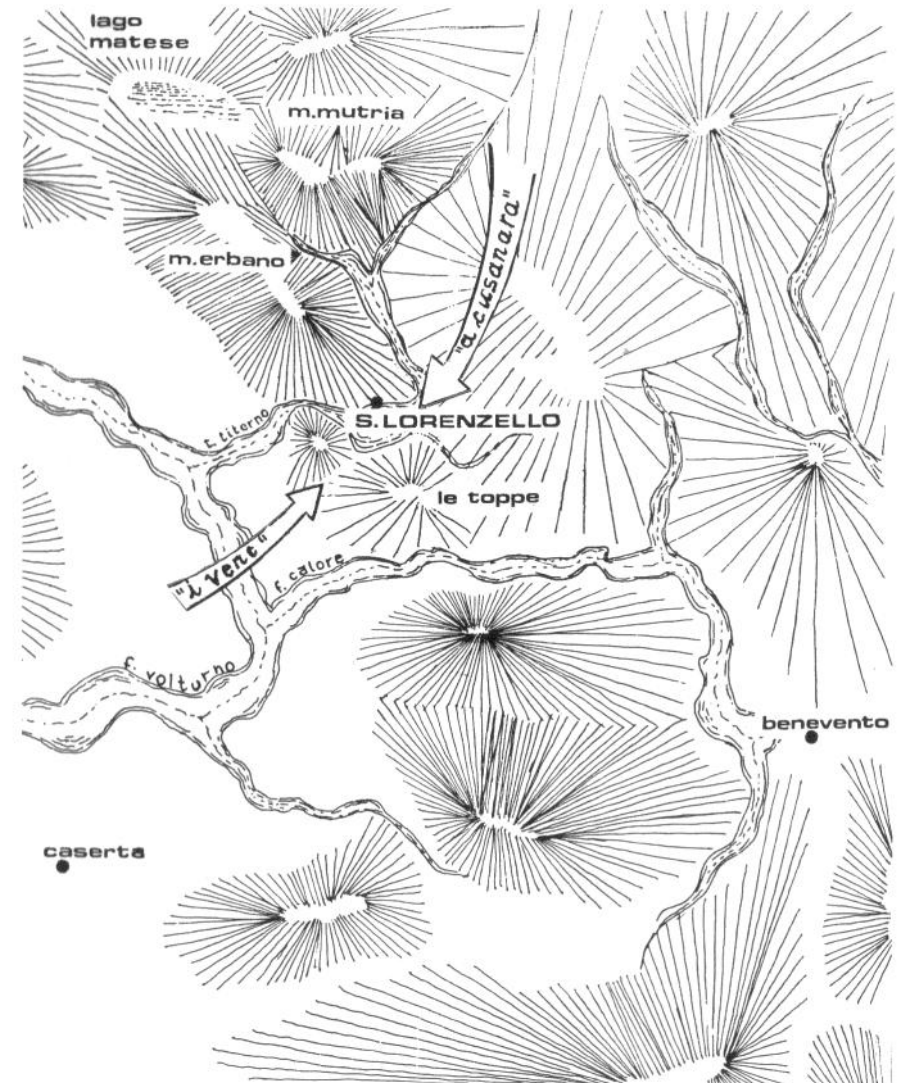 lago
matese
m.mutria
m.erbano
"a cusanara"
t. titerno
S.LORENZELLO
le toppe
"i vent"
f. calore
f. volturno
benevento
caserta